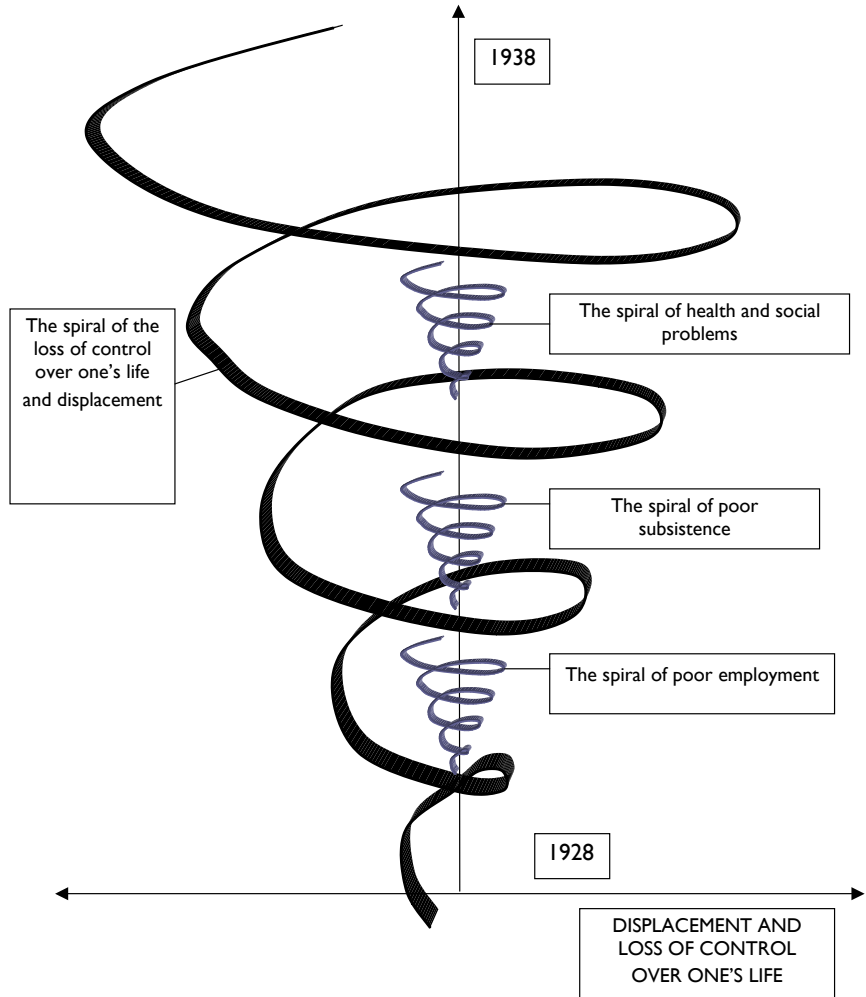 1938
The spiral of health and social
problems
The spiral of the
loss of control
over one's life
and displacement
The spiral of poor
subsistence
The spiral of poor employment
1928
DISPLACEMENT AND
LOSS OF CONTROL
OVER ONE'S LIFE